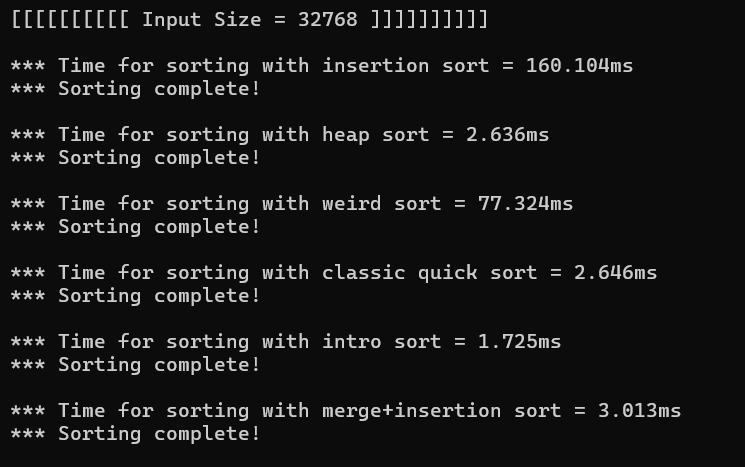 [[[[[[[[[[ Input Size = 32768 ]]]]]]]]]]
*** Time for sorting with insertion sort = 160.104ms
*** Sorting complete!
*** Time for sorting with heap sort = 2.636ms
*** Sorting complete!
*** Time for sorting with weird sort = 77.324ms
*** Sorting complete!
*** Time for sorting with classic quick sort = 2.646ms
*** Sorting complete!
*** Time for sorting with intro sort = 1.725ms
*** Sorting complete!
*** Time for sorting with merge+insertion sort = 3.013ms
*** Sorting complete!